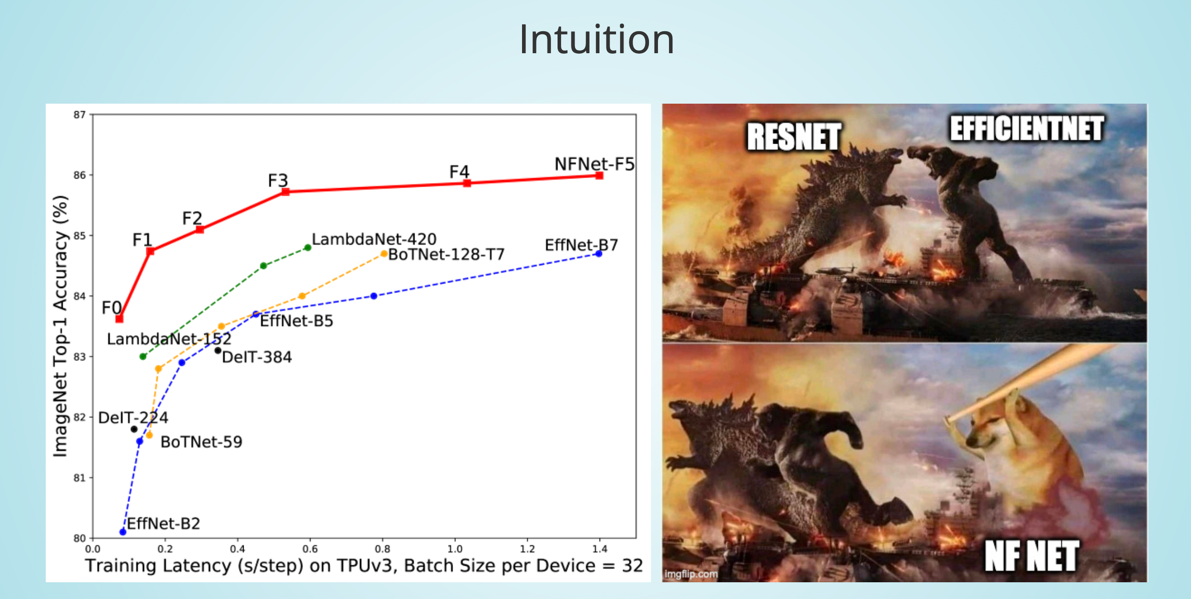 Intuition
87
86
85
84
83
82
81
80
ImageNet Top-1 Accuracy (%)
F0
F1
F2
F3
F4
NFNet-F5
LambdaNet-420
BoTNet-128-T7
EffNet-B7
EffNet-B5
LambdaNet-152
DeIT-384
DeIT-224
BoTNet-59
EffNet-B2
0.0 0.2 0.4 0.6 0.8 1.0 1.2 1.4
Training Latency (s/step) on TPUv3, Batch Size per Device = 32
RESNET
EFFICIENTNET
NF NET
imgflip.com